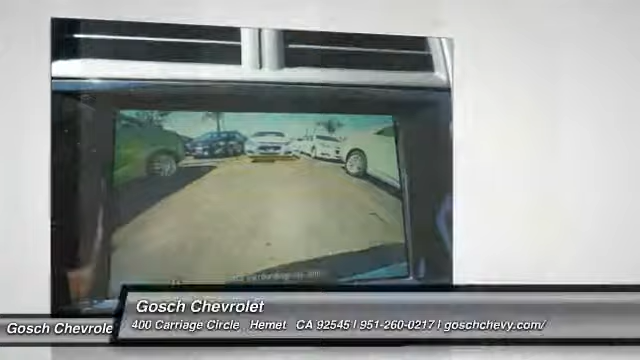 Gosch Chevrolet
400 Carriage Circle, Hemet CA 92545 | 951-260-0217 | goschchevy.com/
Gosch Chevrole